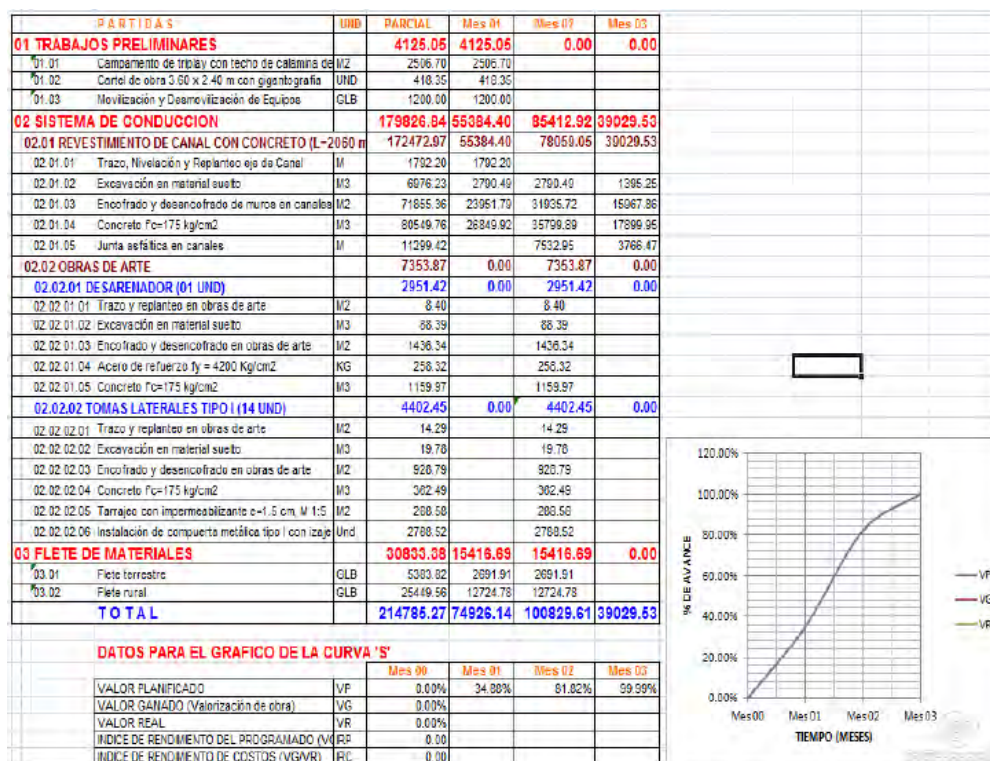 PARTIDAS UND PARCIAL Mes 01 Mes 02 Mes 03
01 TRABAJOS PRELIMINARES 4125.05 4125.05 0.00 0.00
01.01 Campamento de triplay con techo de calamina de M2 2506.70 2506.70
01.02 Cartel de obra 3.60 x 2.40 m con gigantografía UND 418.35 418.35
01.03 Movilización y Desmovilización de Equipos GLB 1200.00 1200.00
02 SISTEMA DE CONDUCCION 179826.84 55384.40 85412.92 39029.53
02.01 REVESTIMIENTO DE CANAL CON CONCRETO (L=2060 m 172472.97 55384.40 78059.05 39029.53
02.01.01 Trazo, Nivelación y Replanteo eje de Canal M 1792.20 1792.20
02.01.02 Excavación en material suelto M3 6976.23 2790.49 2790.49 1395.25
02.01.03 Encofrado y desencofrado de muros en canales M2 71855.36 23951.79 31935.72 15967.86
02.01.04 Concreto f'c=175 kg/cm2 M3 80549.76 26849.92 35799.89 17899.95
02.01.05 Junta asfática en canales M 11299.42 7532.95 3766.47
02.02 OBRAS DE ARTE 7353.87 0.00 7353.87 0.00
02.02.01 DESARENADOR (01 UND) 2951.42 0.00 2951.42 0.00
02.02.01.01 Trazo y replanteo en obras de arte M2 8.40 8.40
02.02.01.02 Excavación en material suelto M3 88.39 88.39
02.02.01.03 Encofrado y desencofrado en obras de arte M2 1436.34 1436.34
02.02.01.04 Acero de refuerzo fy = 4200 Kg/cm2 KG 258.32 258.32
02.02.01.05 Concreto f'c=175 kg/cm2 M3 1159.97 1159.97
02.02.02 TOMAS LATERALES TIPO I (14 UND) 4402.45 0.00 4402.45 0.00
02.02.02.01 Trazo y replanteo en obras de arte M2 14.29 14.29
02.02.02.02 Excavación en material suelto M3 19.78 19.78
02.02.02.03 Encofrado y desencofrado en obras de arte M2 928.79 928.79
02.02.02.04 Concreto f'c=175 kg/cm2 M3 362.49 362.49
02.02.02.05 Tarrajeo con impermeabilizante e=1.5 cm, M 1:5 M2 288.58 288.58
02.02.02.06 Instalación de compuerta metálica tipo I con izaje Und 2788.52 2788.52
03 FLETE DE MATERIALES 30833.38 15416.69 15416.69 0.00
03.01 Flete terrestre GLB 5383.82 2691.91 2691.91
03.02 Flete rural GLB 25449.56 12724.78 12724.78
TOTAL 214785.27 74926.14 100829.61 39029.53
DATOS PARA EL GRAFICO DE LA CURVA 'S'
Mes 00 Mes 01 Mes 02 Mes 03
VALOR PLANIFICADO VP 0.00% 34.88% 81.82% 99.99%
VALOR GANADO (Valorización de obra) VG 0.00%
VALOR REAL VR 0.00%
INDICE DE RENDIMIENTO DEL PROGRAMADO (VG IRP 0.00
INDICE DE RENDIMIENTO DE COSTOS (VG/VR) IRC 0.00
120.00%
100.00%
80.00%
60.00%
40.00%
20.00%
0.00%
% DE AVANCE
Mes 00 Mes 01 Mes 02 Mes 03
TIEMPO (MESES)
VP
VG
VR